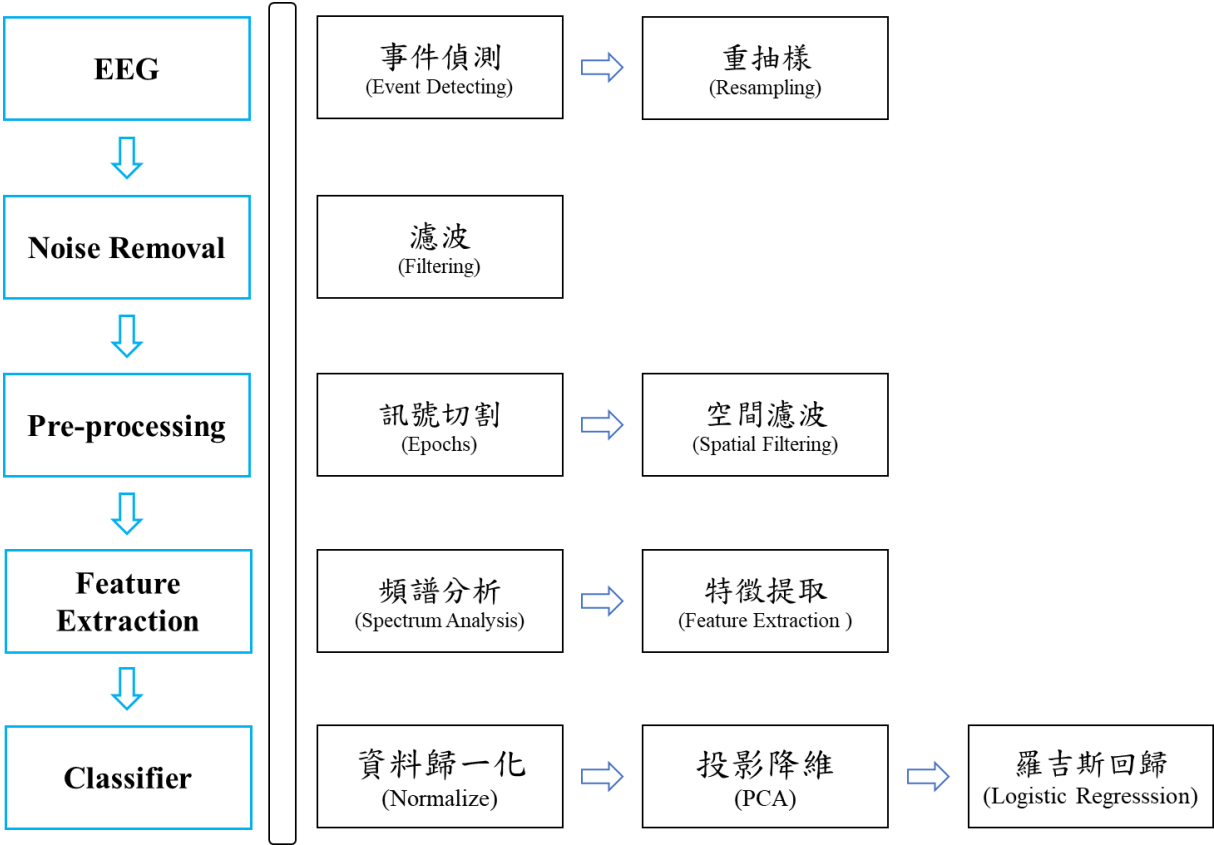 EEG
事件偵測
(Event Detecting)
重抽樣
(Resampling)
Noise Removal
濾波
(Filtering)
Pre-processing
訊號切割
(Epochs)
空間濾波
(Spatial Filtering)
Feature
Extraction
頻譜分析
(Spectrum Analysis)
特徵提取
(Feature Extraction )
Classifier
資料歸一化
(Normalize)
投影降維
(PCA)
羅吉斯回歸
(Logistic Regresssion)